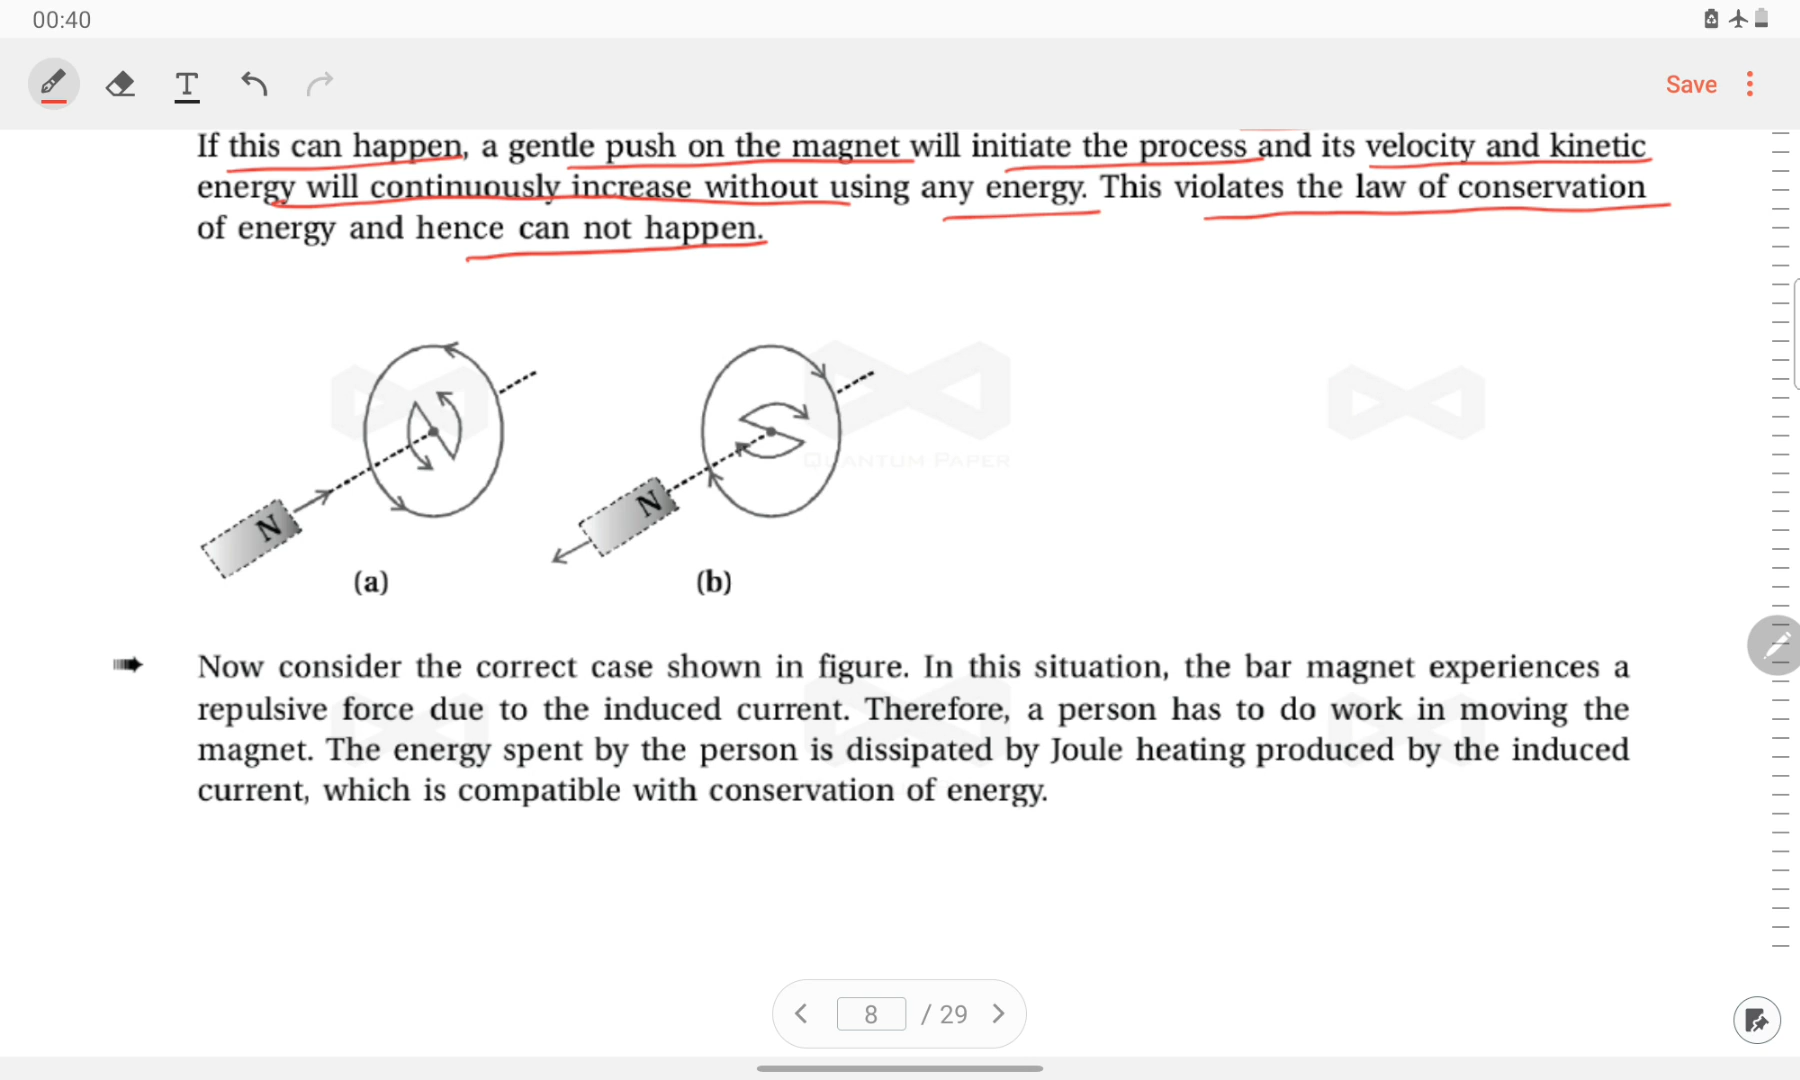 00:40
T
Save
If this can happen, a gentle push on the magnet will initiate the process and its velocity and kinetic
energy will continuously increase without using any energy. This violates the law of conservation
of energy and hence can not happen.
QUANTUM PAPER
N
N
N
S
(a)
(b)
Now consider the correct case shown in figure. In this situation, the bar magnet experiences a
repulsive force due to the induced current. Therefore, a person has to do work in moving the
magnet. The energy spent by the person is dissipated by Joule heating produced by the induced
current, which is compatible with conservation of energy.
8 / 29